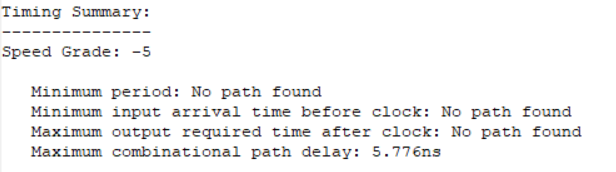 Timing Summary:
---------------
Speed Grade: -5
Minimum period: No path found
Minimum input arrival time before clock: No path found
Maximum output required time after clock: No path found
Maximum combinational path delay: 5.776ns